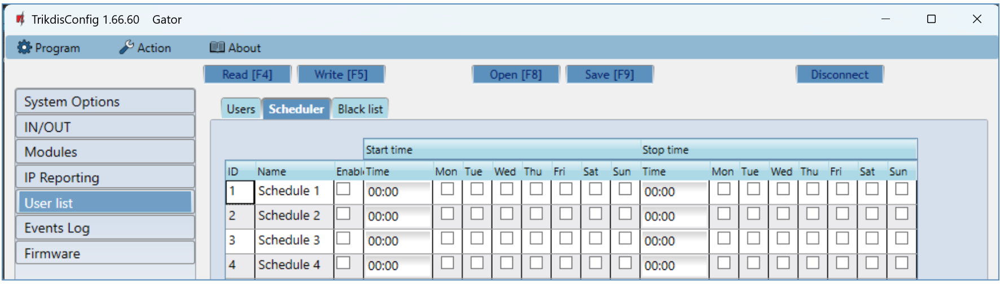 TrikdisConfig 1.66.60 Gator
Program Action About
Read [F4] Write [F5] Open [F8] Save [F9] Disconnect
System Options
IN/OUT
Modules
IP Reporting
User list
Events Log
Firmware
Users Scheduler Black list
Start time Stop time
ID Name Enabl Time Mon Tue Wed Thu Fri Sat Sun Time Mon Tue Wed Thu Fri Sat Sun
1 Schedule 1 00:00 00:00
2 Schedule 2 00:00 00:00
3 Schedule 3 00:00 00:00
4 Schedule 4 00:00 00:00